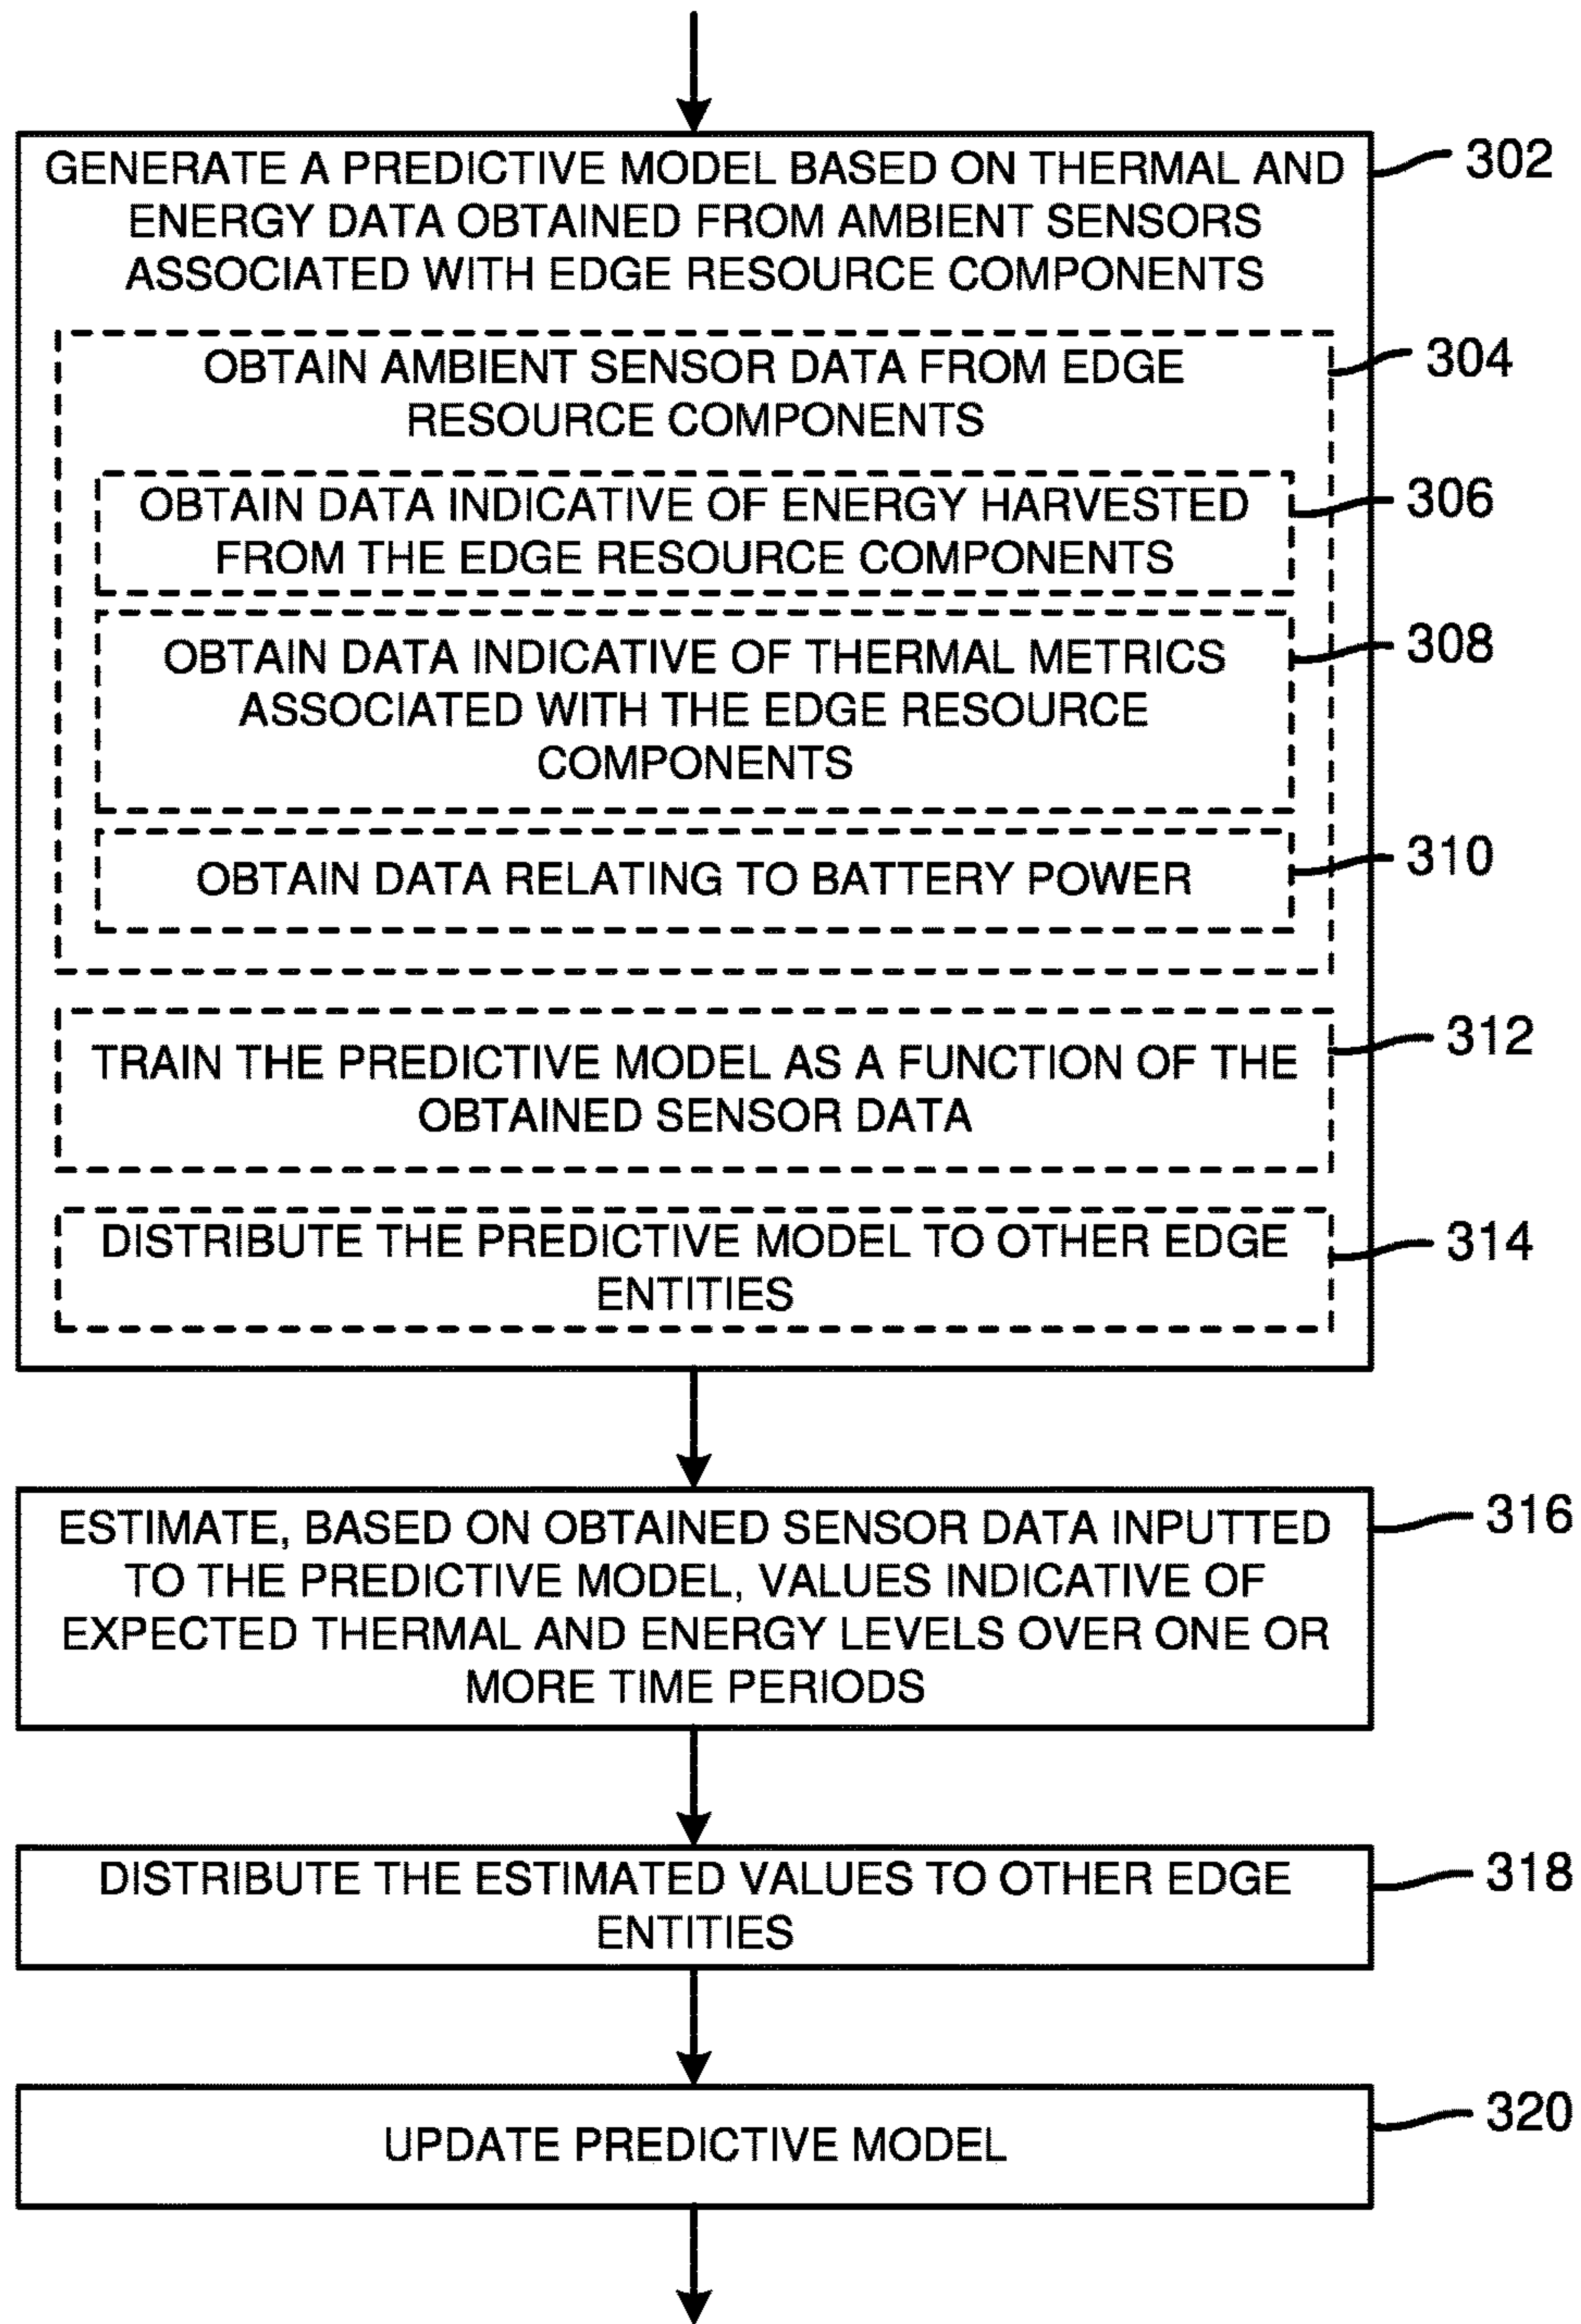 GENERATE A PREDICTIVE MODEL BASED ON THERMAL AND
ENERGY DATA OBTAINED FROM AMBIENT SENSORS
ASSOCIATED WITH EDGE RESOURCE COMPONENTS
302
OBTAIN AMBIENT SENSOR DATA FROM EDGE
RESOURCE COMPONENTS
304
OBTAIN DATA INDICATIVE OF ENERGY HARVESTED
FROM THE EDGE RESOURCE COMPONENTS
306
OBTAIN DATA INDICATIVE OF THERMAL METRICS
ASSOCIATED WITH THE EDGE RESOURCE
COMPONENTS
308
OBTAIN DATA RELATING TO BATTERY POWER
310
TRAIN THE PREDICTIVE MODEL AS A FUNCTION OF THE
OBTAINED SENSOR DATA
312
DISTRIBUTE THE PREDICTIVE MODEL TO OTHER EDGE
ENTITIES
314
ESTIMATE, BASED ON OBTAINED SENSOR DATA INPUTTED
TO THE PREDICTIVE MODEL, VALUES INDICATIVE OF
EXPECTED THERMAL AND ENERGY LEVELS OVER ONE OR
MORE TIME PERIODS
316
DISTRIBUTE THE ESTIMATED VALUES TO OTHER EDGE
ENTITIES
318
UPDATE PREDICTIVE MODEL
320